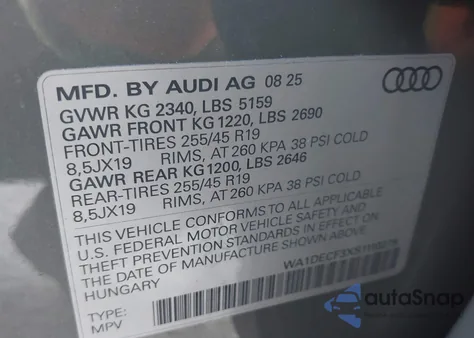 MFD. BY AUDI AG 08 25
GVWR KG 2340, LBS 5159
GAWR FRONT KG 1220, LBS 2690
FRONT-TIRES 255/45 R19
8,5JX19 RIMS, AT 260 KPA 38 PSI COLD
GAWR REAR KG1200, LBS 2646
REAR-TIRES 255/45 R19
8,5JX19 RIMS, AT 260 KPA 38 PSI COLD
THIS VEHICLE CONFORMS TO ALL APPLICABLE
U.S. FEDERAL MOTOR VEHICLE SAFETY AND
THEFT PREVENTION STANDARDS IN EFFECT ON
THE DATE OF MANUFACTURE SHOWN ABOVE
HUNGARY
TYPE:
MPV
autoSnap